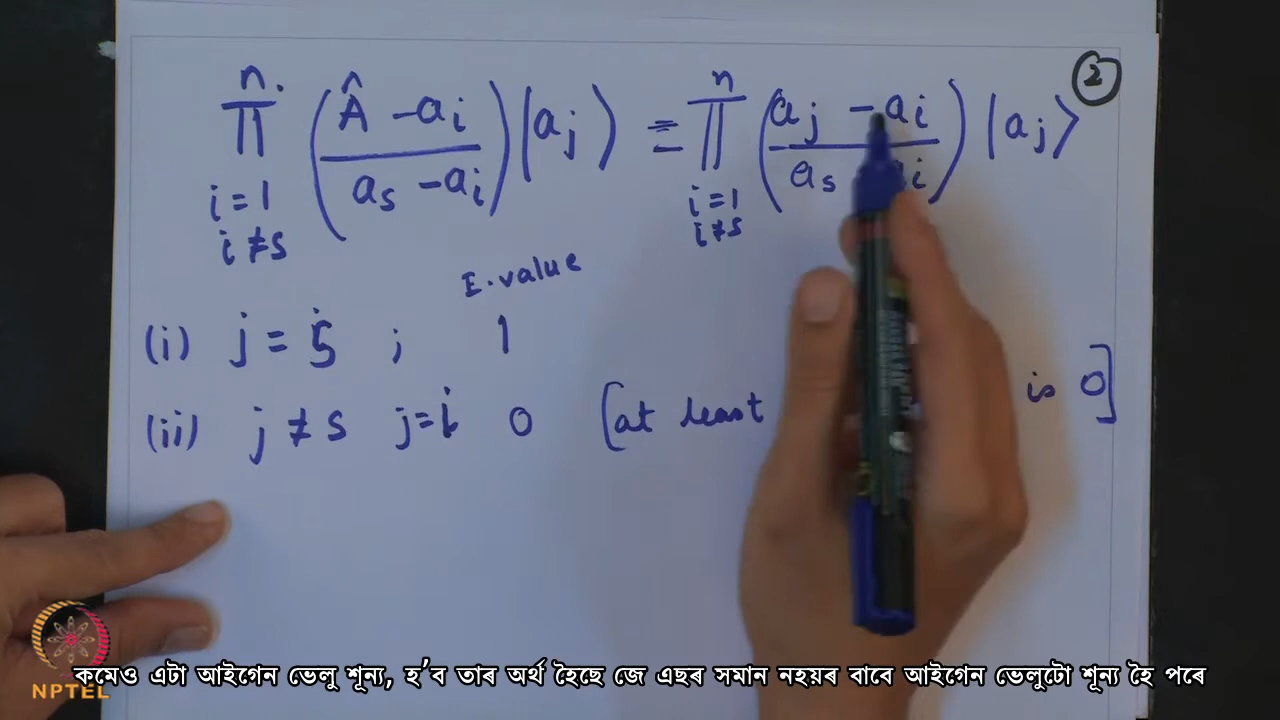 ②
n. n
∏ (Â - aᵢ / aₛ - aᵢ) |aⱼ⟩ = ∏ (aⱼ - aᵢ / aₛ aᵢ) |aⱼ⟩
i = 1 i = 1
i ≠ s i ≠ s
E. value
(i) j = s ; 1
(ii) j ≠ s j = i 0 [at least is 0]
কমেও এটা আইগেন ভেলু শূন্য, হ'ব তাৰ অৰ্থ হৈছে জে এছৰ সমান নহয়ৰ বাবে আইগেন ভেলুটো শূন্য হৈ পৰে
NPTEL